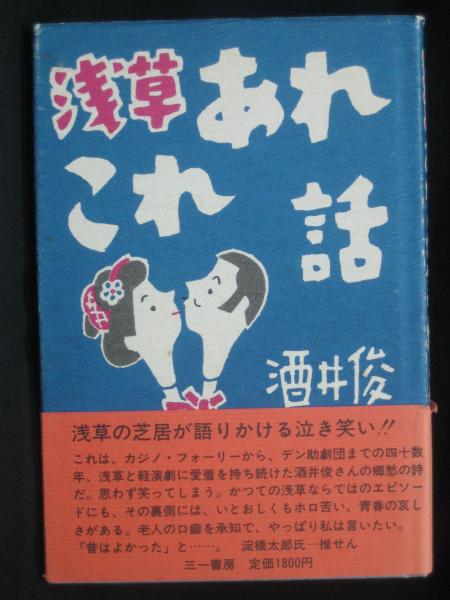 浅草あれ
これ 話
酒井俊
浅草の芝居が語りかける泣き笑い!!
これは、カジノ・フォーリーから、デン助劇団までの四十数
年、浅草と軽演劇に愛着を持ち続けた酒井俊さんの郷愁の詩
だ。思わず笑ってしまう。かつての浅草ならではのエピソー
ドにも、その裏側には、いとおしくもホロ苦い、青春の哀し
さがある。老人の口癖を承知で、やっぱり私は言いたい。
「昔はよかった」と……。 淀橋太郎氏―推せん
三一書房 定価1800円